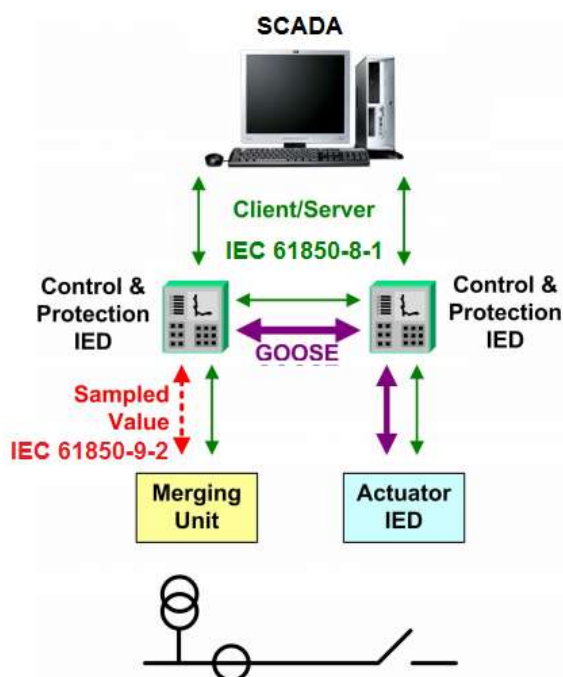 SCADA
Client/Server
IEC 61850-8-1
Control &
Protection
IED
Control &
Protection
IED
GOOSE
Sampled
Value
IEC 61850-9-2
Merging
Unit
Actuator
IED